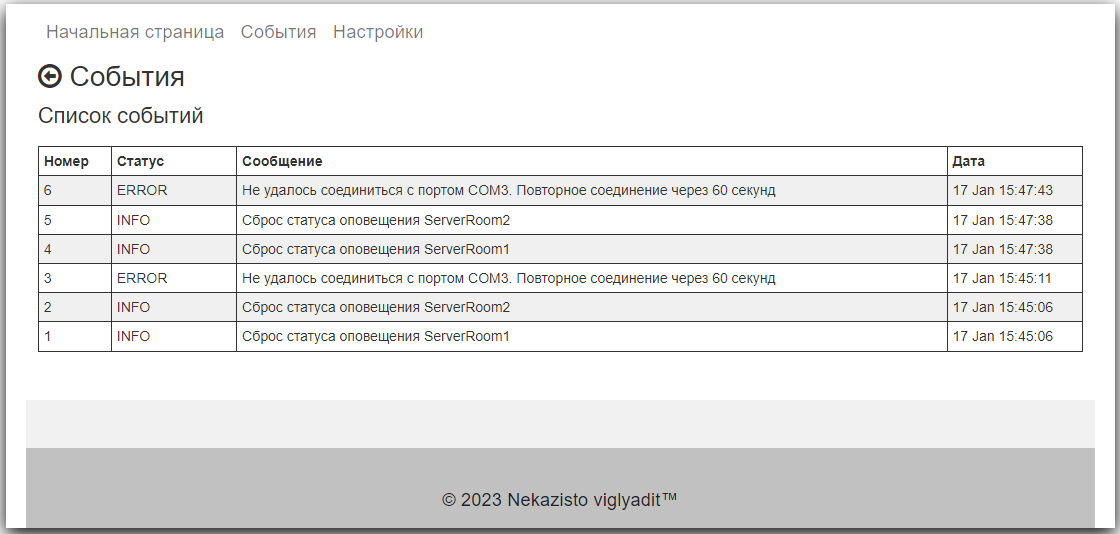 Начальная страница События Настройки
События
Список событий
Номер Статус Сообщение Дата
6 ERROR Не удалось соединиться с портом COM3. Повторное соединение через 60 секунд 17 Jan 15:47:43
5 INFO Сброс статуса оповещения ServerRoom2 17 Jan 15:47:38
4 INFO Сброс статуса оповещения ServerRoom1 17 Jan 15:47:38
3 ERROR Не удалось соединиться с портом COM3. Повторное соединение через 60 секунд 17 Jan 15:45:11
2 INFO Сброс статуса оповещения ServerRoom2 17 Jan 15:45:06
1 INFO Сброс статуса оповещения ServerRoom1 17 Jan 15:45:06
© 2023 Nekazisto viglyadit™